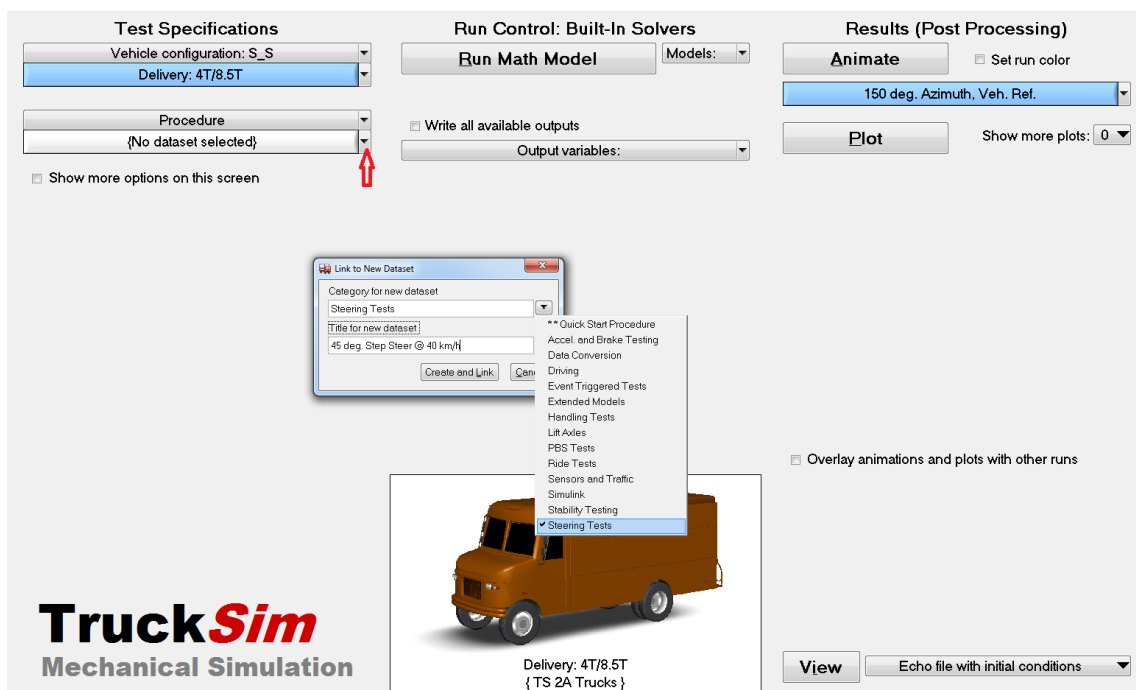 Test Specifications
Vehicle configuration: S_S
Delivery: 4T/8.5T
Procedure
{No dataset selected}
Show more options on this screen
Run Control: Built-In Solvers
Run Math Model
Models:
Write all available outputs
Output variables:
Results (Post Processing)
Animate
Set run color
150 deg. Azimuth, Veh. Ref.
Plot
Show more plots: 0
Link to New Dataset
Category for new dataset
Steering Tests
Title for new dataset
45 deg. Step Steer @ 40 km/h
Create and Link
Can
** Quick Start Procedure
Accel. and Brake Testing
Data Conversion
Driving
Event Triggered Tests
Extended Models
Handling Tests
Lift Axles
PBS Tests
Ride Tests
Sensors and Traffic
Simulink
Stability Testing
Steering Tests
Overlay animations and plots with other runs
TruckSim
Mechanical Simulation
Delivery: 4T/8.5T
{ TS 2A Trucks }
View
Echo file with initial conditions